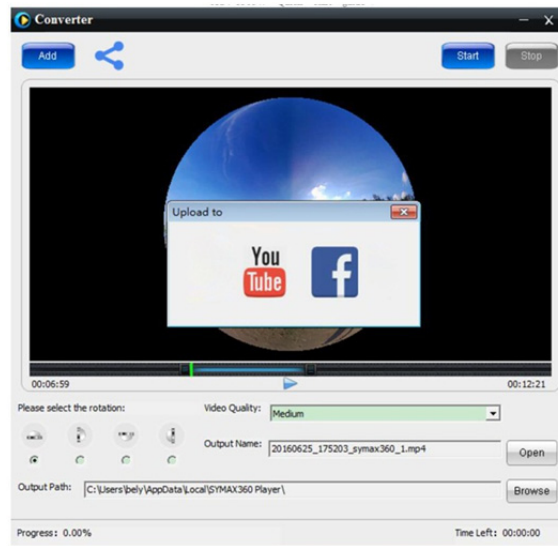 Converter
Add
Start
Stop
Upload to
You
Tube
f
00:06:59
00:12:21
Please select the rotation:
Video Quality:
Medium
Output Name:
20160625_175203_symax360_1.mp4
Open
Output Path:
C:\Users\bely\AppData\Local\SYMAX360 Player\
Browse
Progress: 0.00%
Time Left: 00:00:00